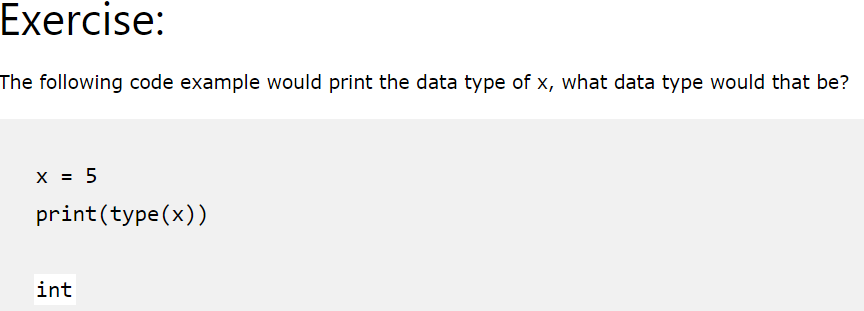 Exercise:
The following code example would print the data type of x, what data type would that be?
x = 5
print(type(x))
int